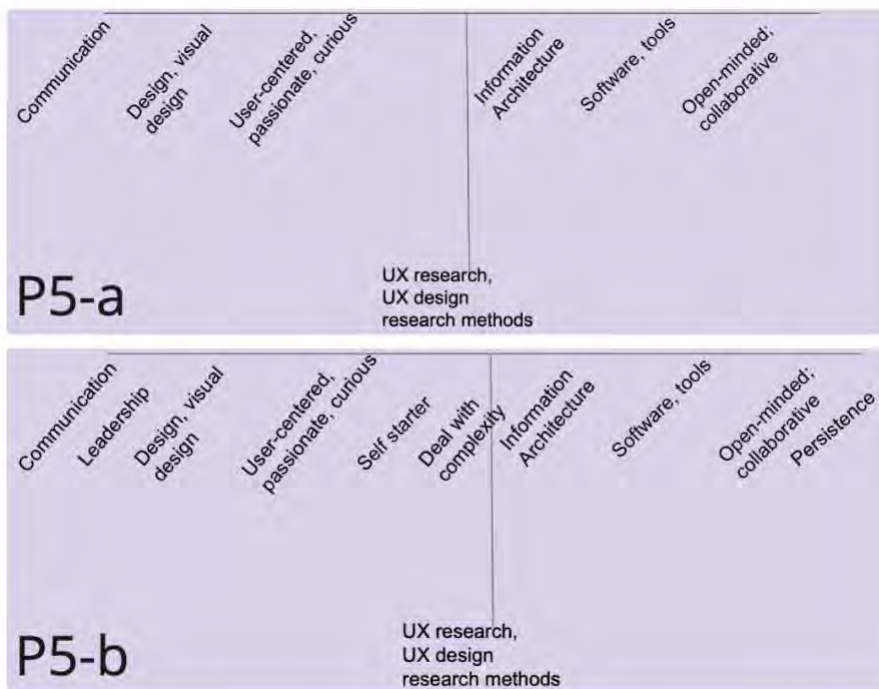 Communication
Design, visual
design
User-centered,
passionate, curious
Information
Architecture
Software, tools
Open-minded;
collaborative
UX research,
UX design
research methods
P5-a
Communication
Leadership
Design, visual
design
User-centered,
passionate, curious
Self starter
Deal with
complexity
Information
Architecture
Software, tools
Open-minded;
collaborative
Persistence
UX research,
UX design
research methods
P5-b